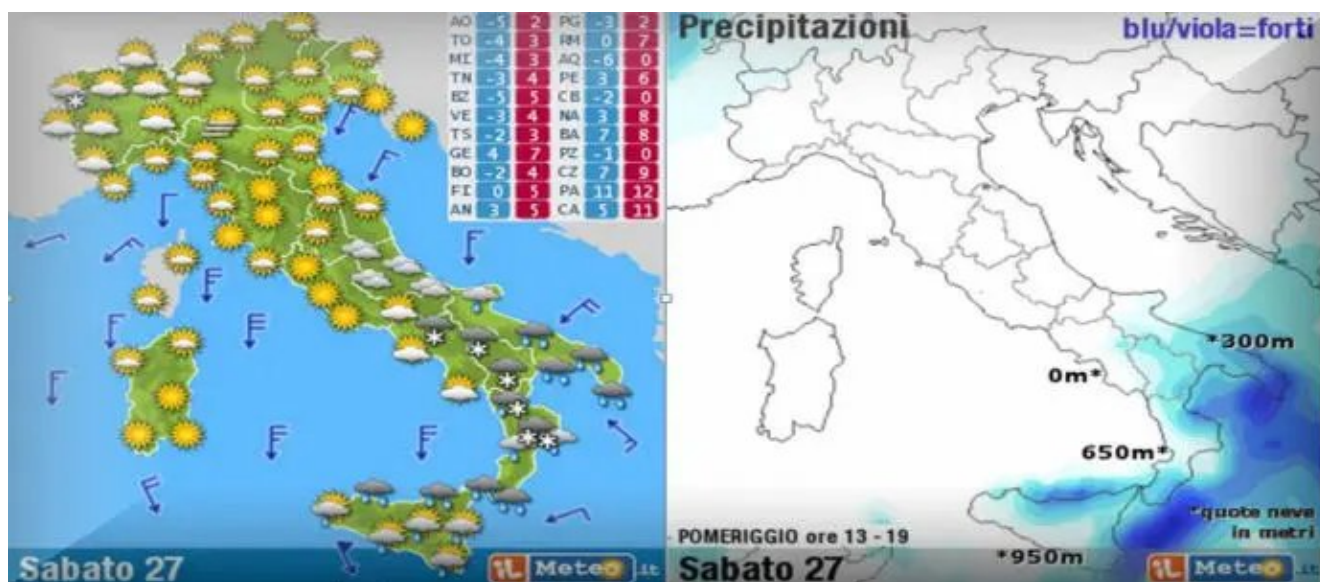 AO -5 2 PG -3 2
TO -4 3 RM 0 7
MI -4 3 AQ -6 0
TN -3 4 PE 3 6
BZ -5 5 CB -2 0
VE -3 4 NA 3 8
TS -2 3 BA 7 8
GE 4 7 PZ -1 0
BO -2 4 CZ 7 9
FI 0 5 PA 11 12
AN 3 5 CA 5 11
Sabato 27
iL Meteo.it
Precipitazioni
blu/viola=forti
*300m
0m*
650m*
*quote neve
in metri
POMERIGGIO ore 13 - 19
*950m
Sabato 27
iL Meteo.it